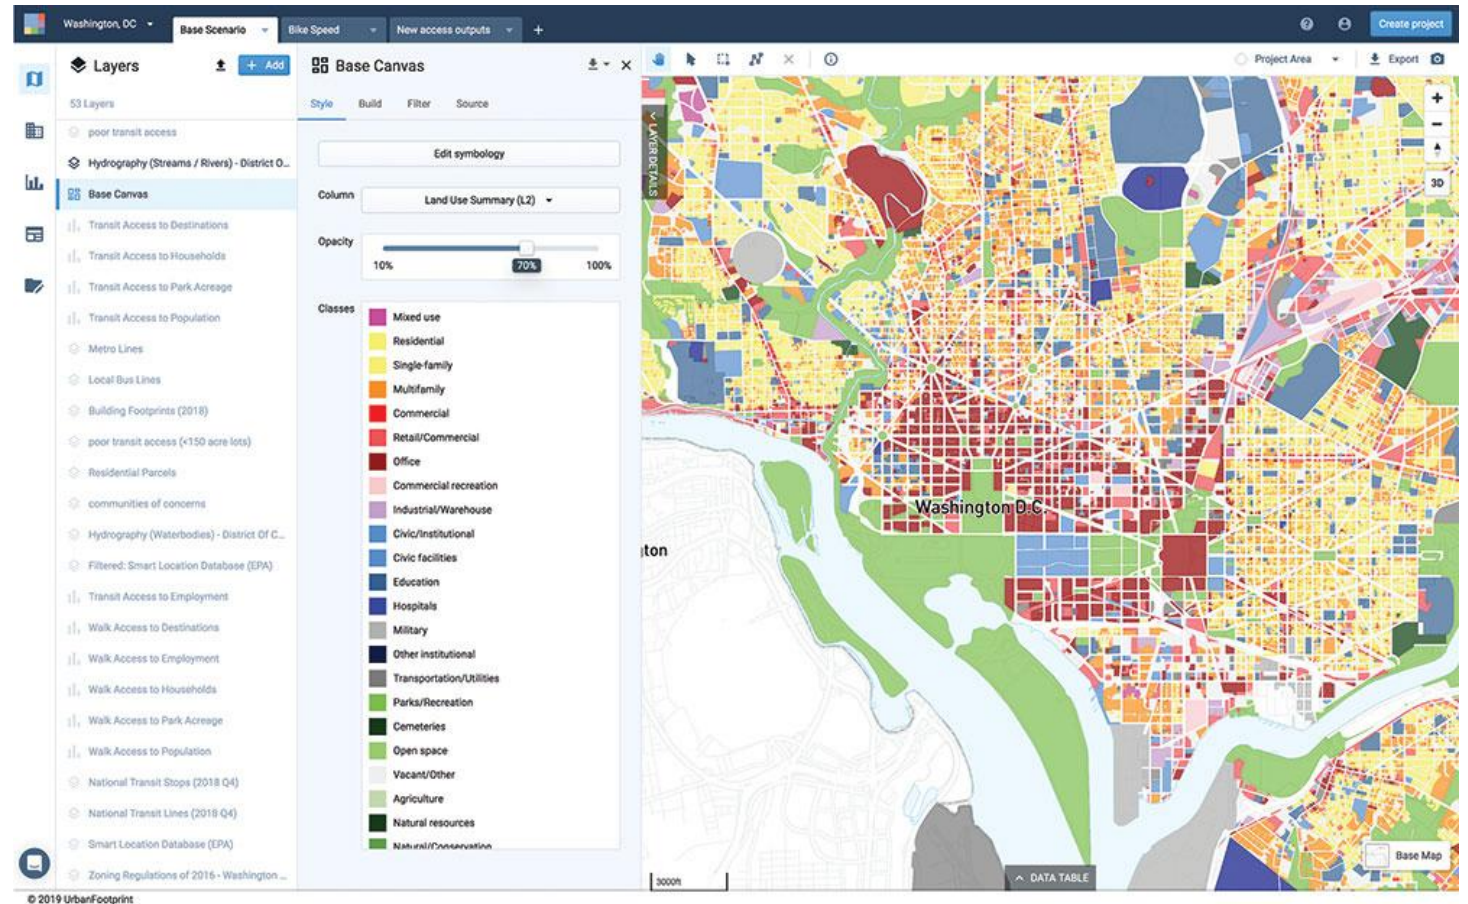 Washington, DC
Base Scenario
Bike Speed
New access outputs
+
Create project
Layers
+ Add
53 Layers
poor transit access
Hydrography (Streams / Rivers) - District O...
Base Canvas
Transit Access to Destinations
Transit Access to Households
Transit Access to Park Acreage
Transit Access to Population
Metro Lines
Local Bus Lines
Building Footprints (2018)
poor transit access (<150 acre lots)
Residential Parcels
communities of concerns
Hydrography (Waterbodies) - District Of C...
Filtered: Smart Location Database (EPA)
Transit Access to Employment
Walk Access to Destinations
Walk Access to Employment
Walk Access to Households
Walk Access to Park Acreage
Walk Access to Population
National Transit Stops (2018 Q4)
National Transit Lines (2018 Q4)
Smart Location Database (EPA)
Zoning Regulations of 2016 - Washington ...
Base Canvas
Style Build Filter Source
Edit symbology
Column
Land Use Summary (L2)
Opacity
10% 70% 100%
Classes
Mixed use
Residential
Single-family
Multifamily
Commercial
Retail/Commercial
Office
Commercial recreation
Industrial/Warehouse
Civic/Institutional
Civic facilities
Education
Hospitals
Military
Other institutional
Transportation/Utilities
Parks/Recreation
Cemeteries
Open space
Vacant/Other
Agriculture
Natural resources
Natural/Conservation
Project Area
Export
LAYER DETAILS
3D
Washington D.C.
ton
3000ft
DATA TABLE
Base Map
© 2019 UrbanFootprint